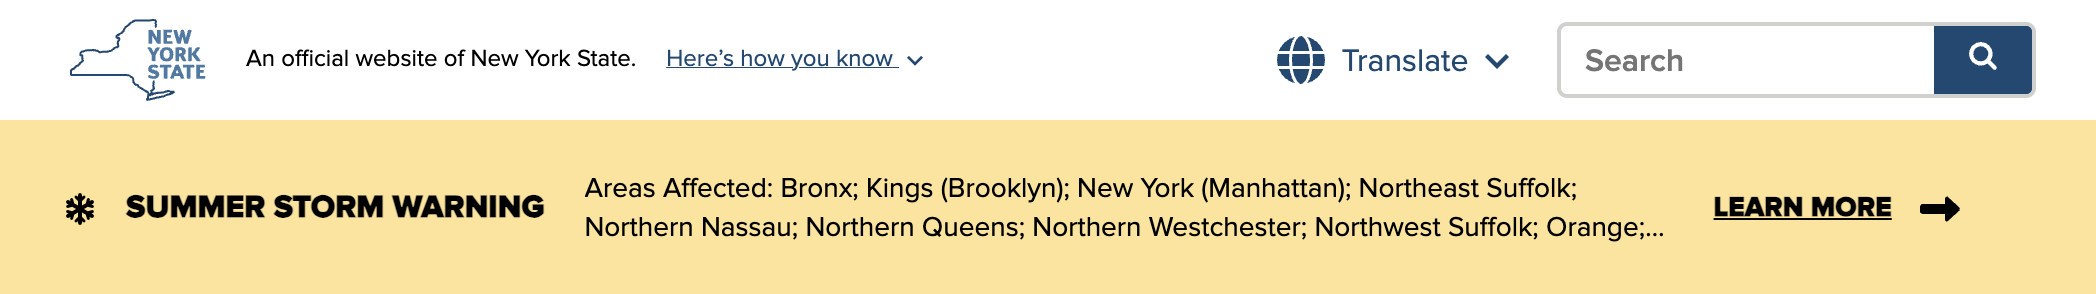 NEW
YORK
STATE
An official website of New York State.
Here's how you know
Translate
Search
SUMMER STORM WARNING
Areas Affected: Bronx; Kings (Brooklyn); New York (Manhattan); Northeast Suffolk;
Northern Nassau; Northern Queens; Northern Westchester; Northwest Suffolk; Orange;...
LEARN MORE